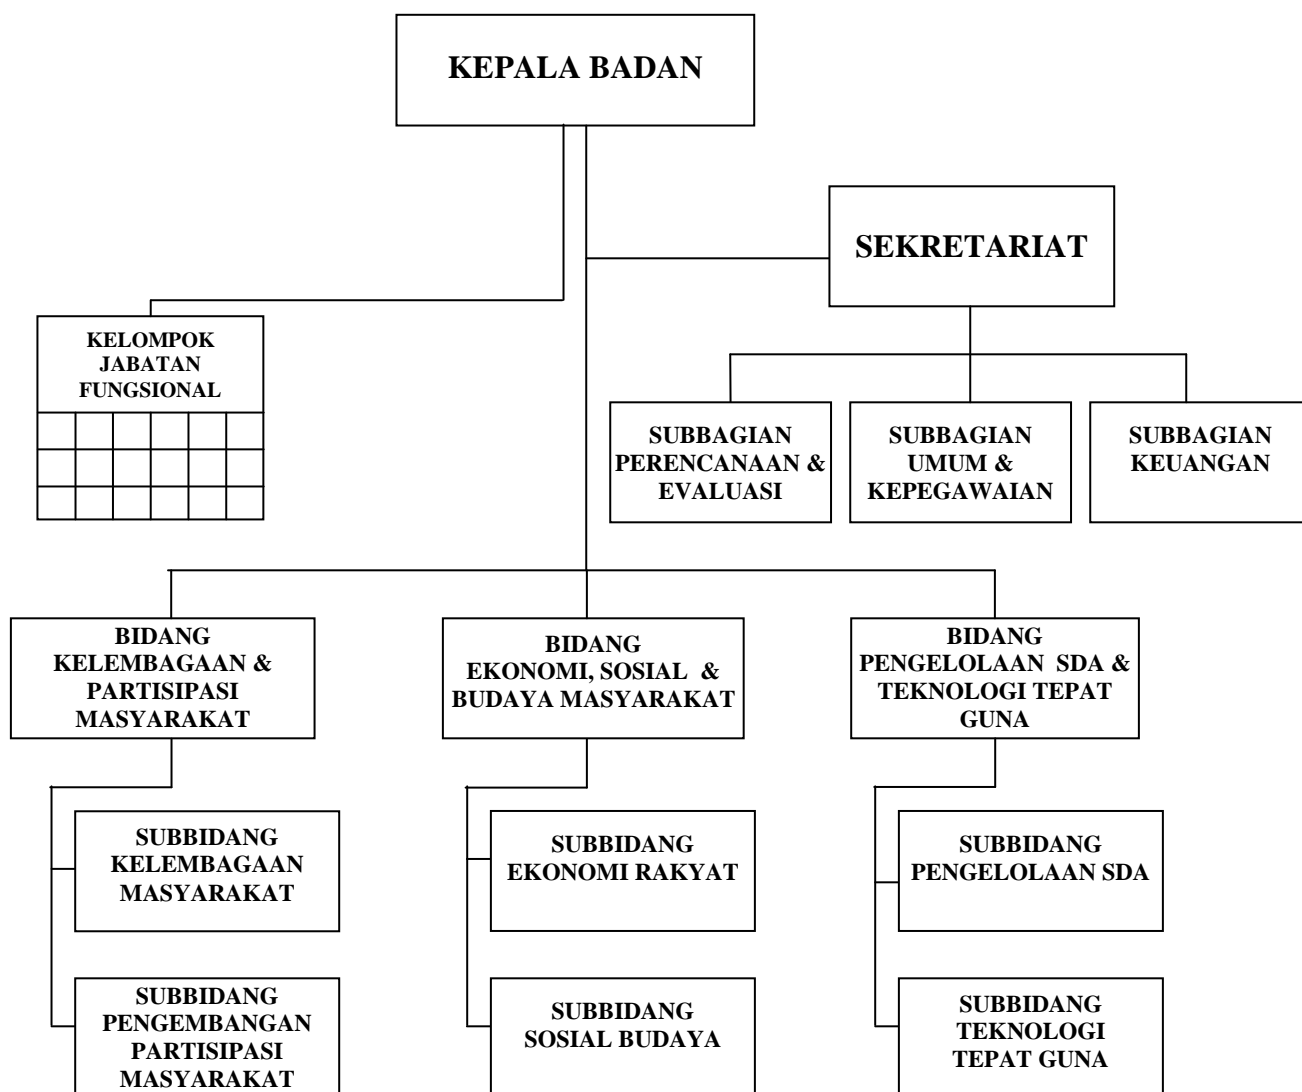 KEPALA BADAN
SEKRETARIAT
KELOMPOK
JABATAN
FUNGSIONAL
SUBBAGIAN
PERENCANAAN &
EVALUASI
SUBBAGIAN
UMUM &
KEPEGAWAIAN
SUBBAGIAN
KEUANGAN
BIDANG
KELEMBAGAAN &
PARTISIPASI
MASYARAKAT
BIDANG
EKONOMI, SOSIAL &
BUDAYA MASYARAKAT
BIDANG
PENGELOLAAN SDA &
TEKNOLOGI TEPAT
GUNA
SUBBIDANG
KELEMBAGAAN
MASYARAKAT
SUBBIDANG
EKONOMI RAKYAT
SUBBIDANG
PENGELOLAAN SDA
SUBBIDANG
PENGEMBANGAN
PARTISIPASI
MASYARAKAT
SUBBIDANG
SOSIAL BUDAYA
SUBBIDANG
TEKNOLOGI
TEPAT GUNA